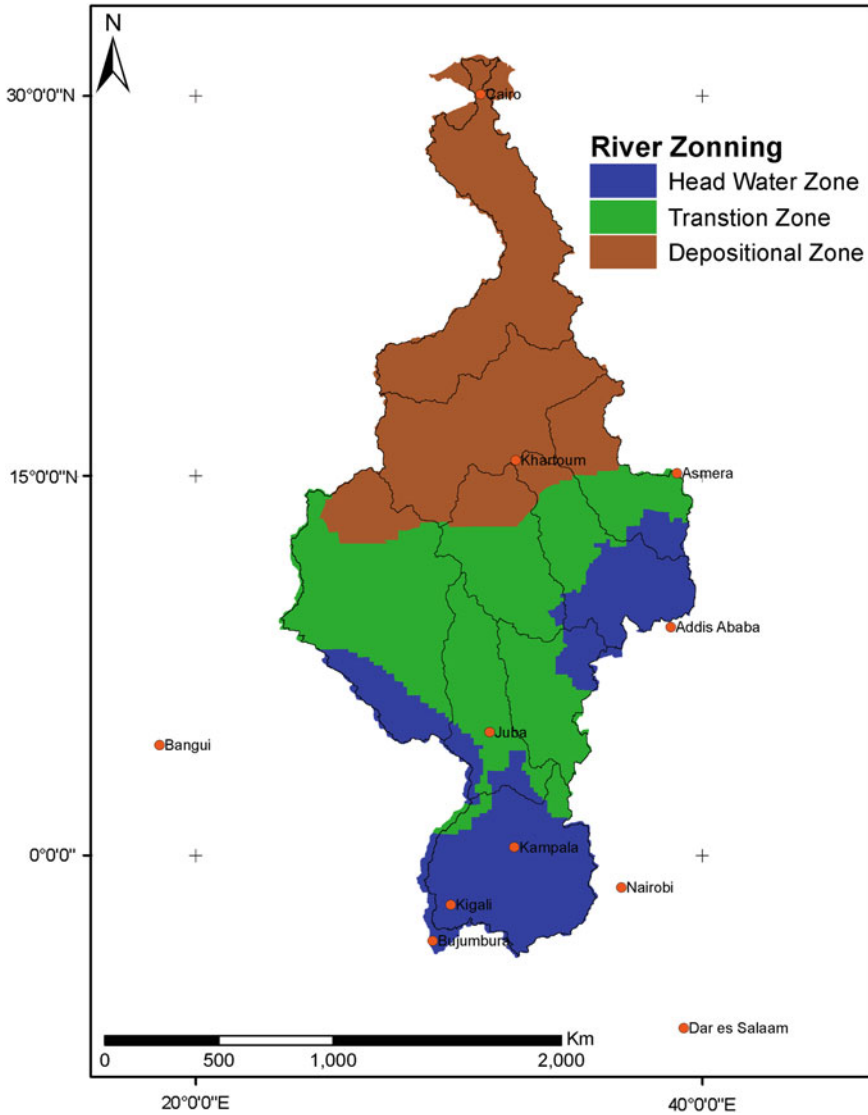 N
30°0'0"N
Cairo
River Zonning
Head Water Zone
Transtion Zone
Depositional Zone
Khartoum
15°0'0"N
Asmera
Addis Ababa
Juba
Bangui
Kampala
0°0'0"
Nairobi
Kigali
Bujumbura
Dar es Salaam
Km
0 500 1,000 2,000
20°0'0"E 40°0'0"E